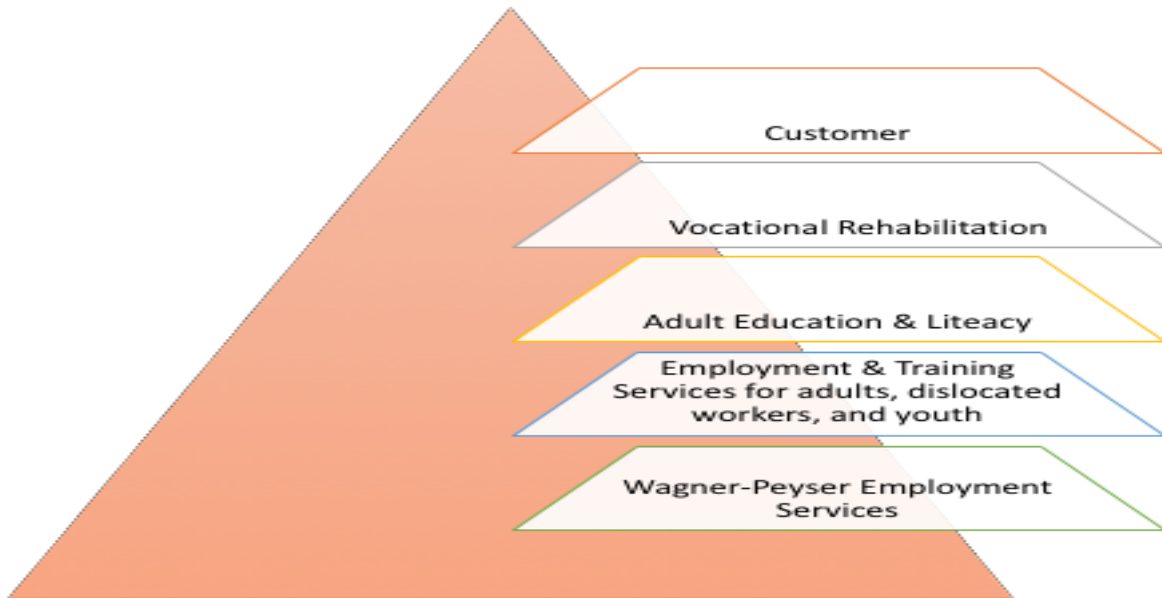 Customer
Vocational Rehabilitation
Adult Education & Liteacy
Employment & Training
Services for adults, dislocated
workers, and youth
Wagner-Peyser Employment
Services